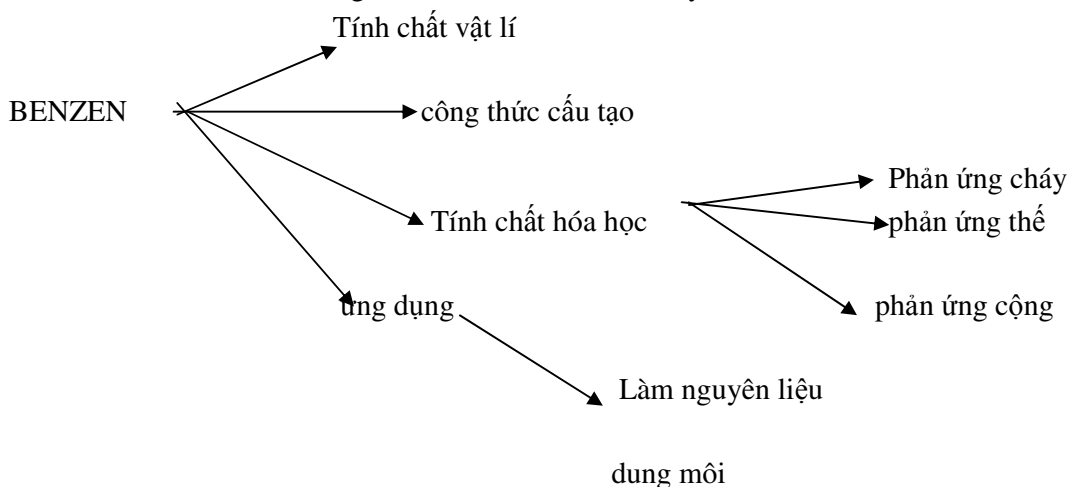 Tính chất vật lí
BENZEN
công thức cấu tạo
Phản ứng cháy
Tính chất hóa học
phản ứng thế
ứng dụng
phản ứng cộng
Làm nguyên liệu
dung môi